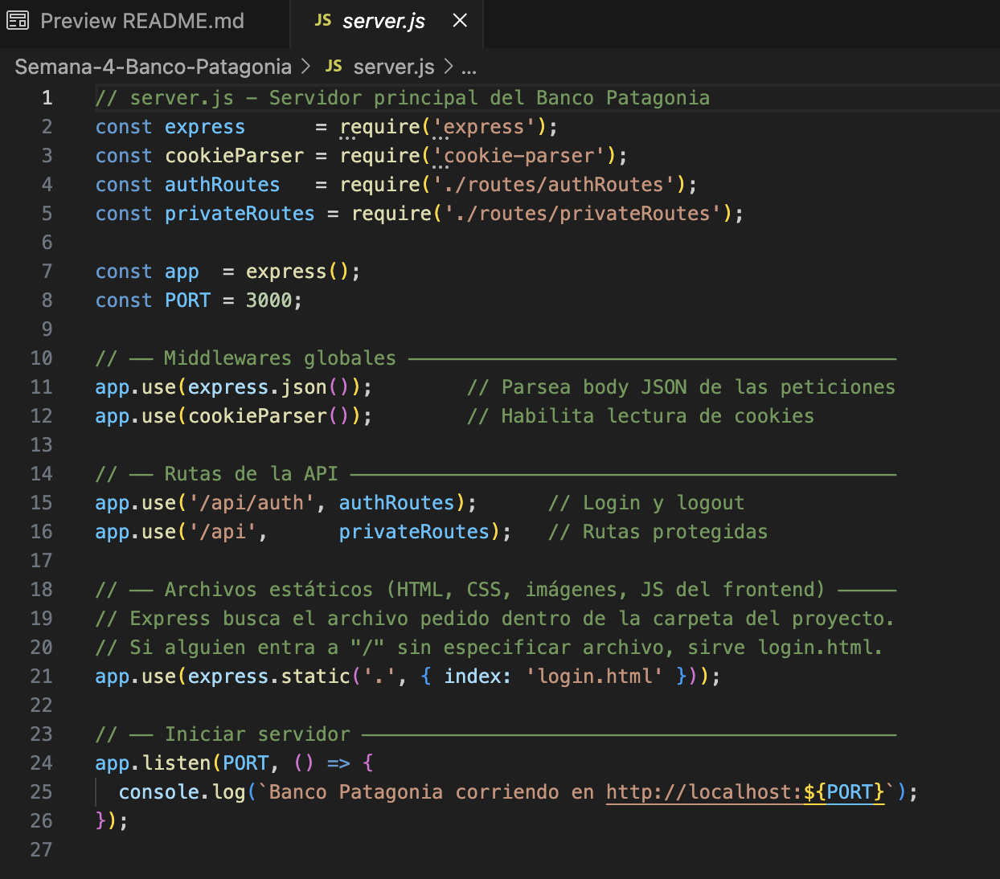 Preview README.md
JS server.js ×
Semana-4-Banco-Patagonia > JS server.js > ...
1 // server.js – Servidor principal del Banco Patagonia
2 const express      = require('express');
3 const cookieParser = require('cookie-parser');
4 const authRoutes   = require('./routes/authRoutes');
5 const privateRoutes = require('./routes/privateRoutes');
6
7 const app  = express();
8 const PORT = 3000;
9
10 // —— Middlewares globales ——————————————————————————————————————————
11 app.use(express.json());        // Parsea body JSON de las peticiones
12 app.use(cookieParser());        // Habilita lectura de cookies
13
14 // —— Rutas de la API ———————————————————————————————————————————————
15 app.use('/api/auth', authRoutes);      // Login y logout
16 app.use('/api',      privateRoutes);   // Rutas protegidas
17
18 // —— Archivos estáticos (HTML, CSS, imágenes, JS del frontend) —————
19 // Express busca el archivo pedido dentro de la carpeta del proyecto.
20 // Si alguien entra a "/" sin especificar archivo, sirve login.html.
21 app.use(express.static('.', { index: 'login.html' }));
22
23 // —— Iniciar servidor ——————————————————————————————————————————————
24 app.listen(PORT, () => {
25   console.log(`Banco Patagonia corriendo en http://localhost:${PORT}`);
26 });
27